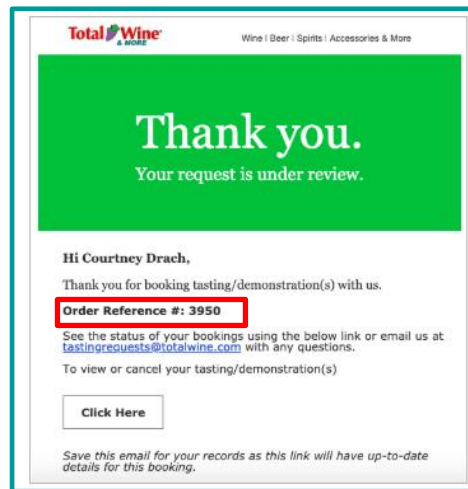 Total Wine
& MORE
Wine | Beer | Spirits | Accessories & More
Thank you.
Your request is under review.
Hi Courtney Drach,
Thank you for booking tasting/demonstration(s) with us.
Order Reference #: 3950
See the status of your bookings using the below link or email us at
tastingrequests@totalwine.com with any questions.
To view or cancel your tasting/demonstration(s)
Click Here
Save this email for your records as this link will have up-to-date
details for this booking.